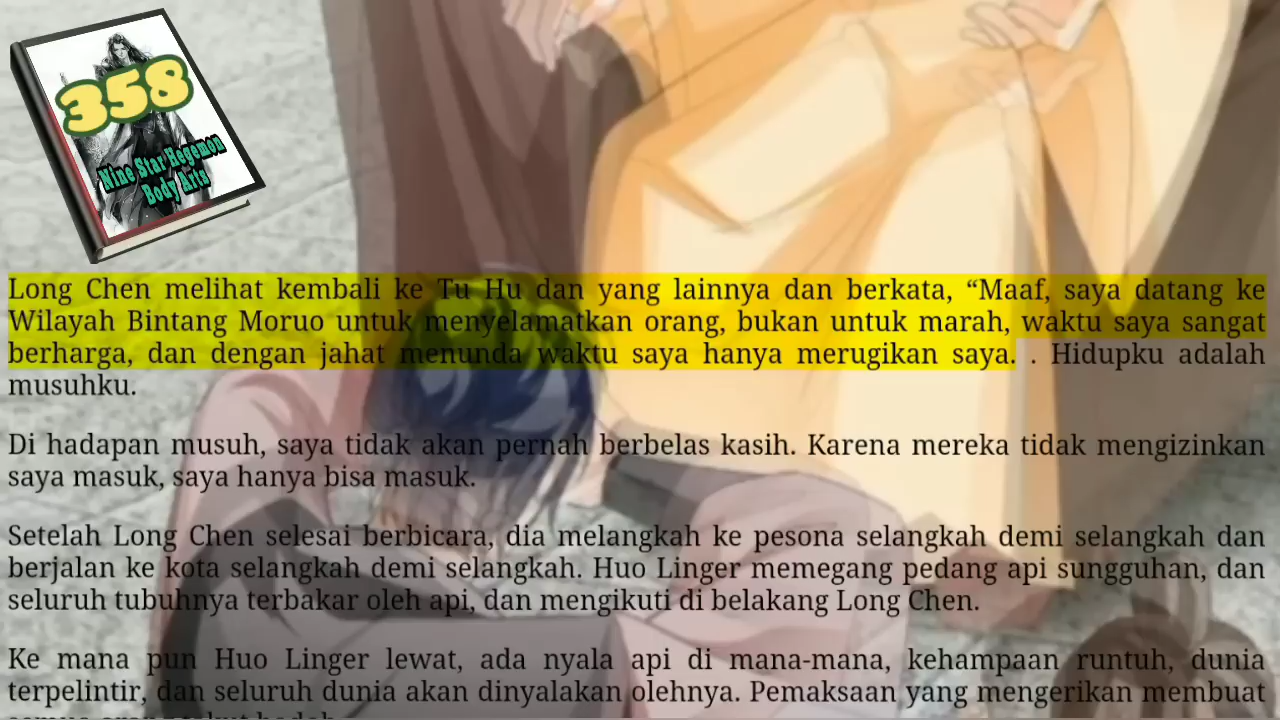 358
Nine Star Hegemon
Body Arts
Long Chen melihat kembali ke Tu Hu dan yang lainnya dan berkata, “Maaf, saya datang ke
Wilayah Bintang Moruo untuk menyelamatkan orang, bukan untuk marah, waktu saya sangat
berharga, dan dengan jahat menunda waktu saya hanya merugikan saya. . Hidupku adalah
musuhku.
Di hadapan musuh, saya tidak akan pernah berbelas kasih. Karena mereka tidak mengizinkan
saya masuk, saya hanya bisa masuk.
Setelah Long Chen selesai berbicara, dia melangkah ke pesona selangkah demi selangkah dan
berjalan ke kota selangkah demi selangkah. Huo Linger memegang pedang api sungguhan, dan
seluruh tubuhnya terbakar oleh api, dan mengikuti di belakang Long Chen.
Ke mana pun Huo Linger lewat, ada nyala api di mana-mana, kehampaan runtuh, dunia
terpelintir, dan seluruh dunia akan dinyalakan olehnya. Pemaksaan yang mengerikan membuat